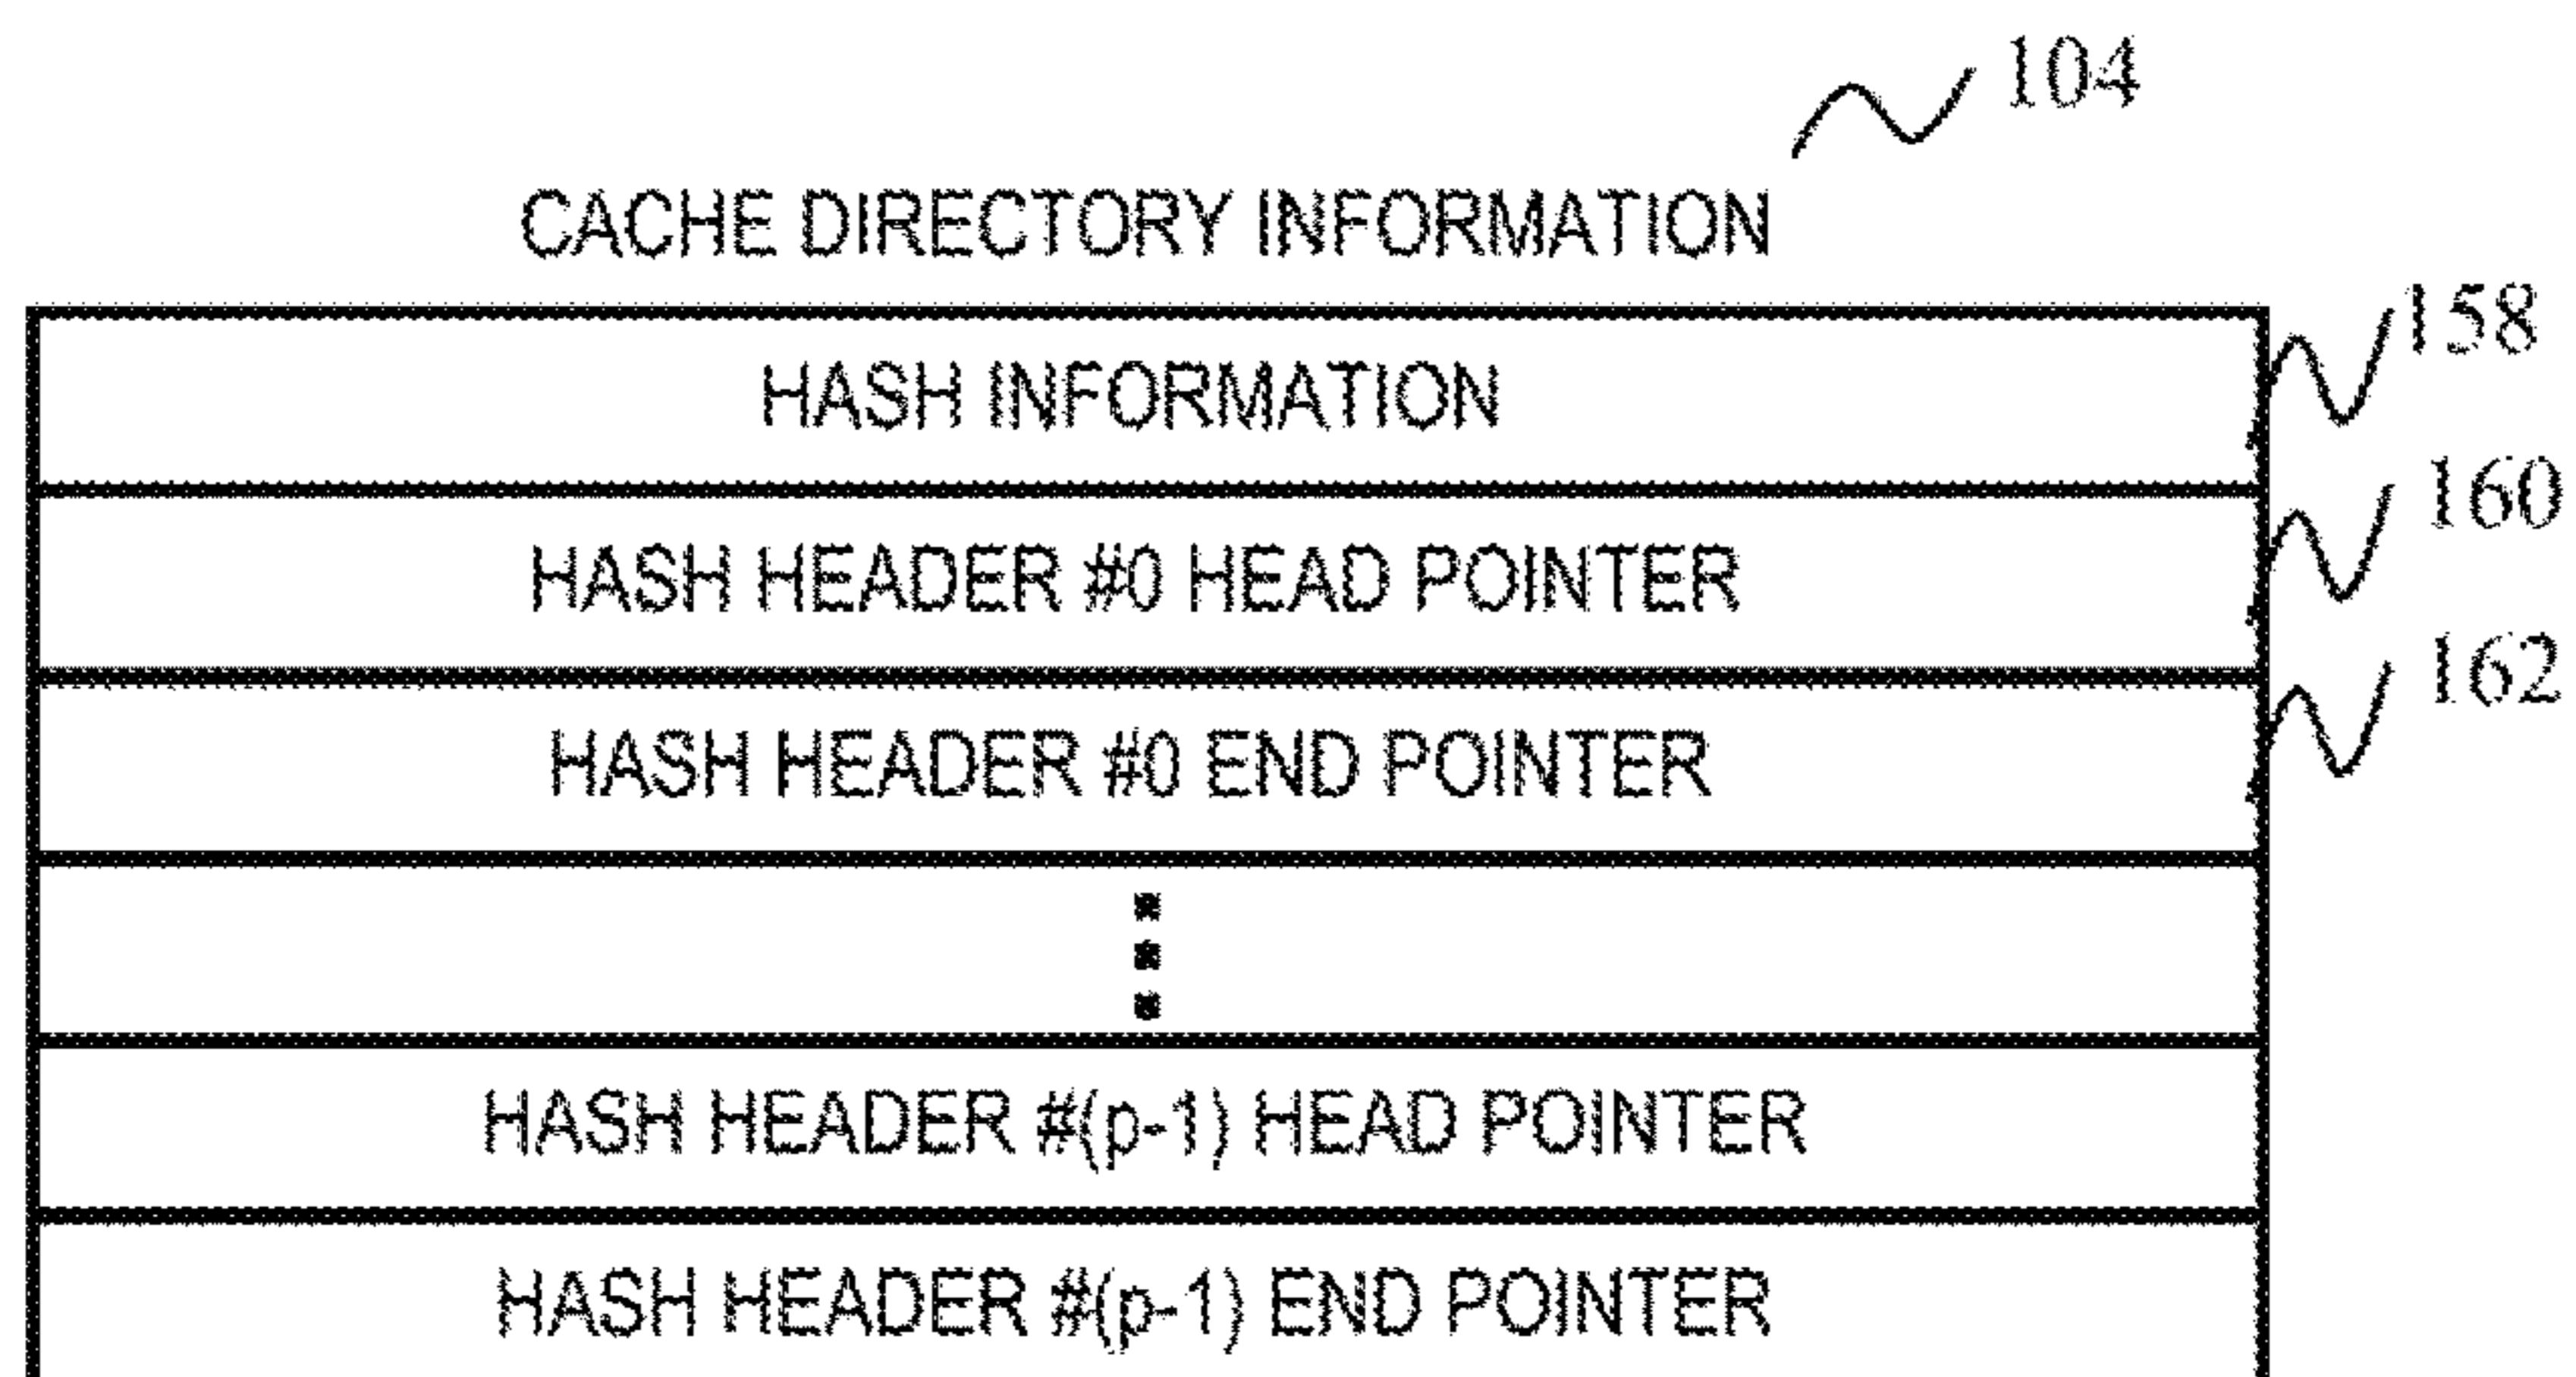 104
CACHE DIRECTORY INFORMATION
HASH INFORMATION 158
HASH HEADER #0 HEAD POINTER 160
HASH HEADER #0 END POINTER 162
HASH HEADER #(p-1) HEAD POINTER
HASH HEADER #(p-1) END POINTER